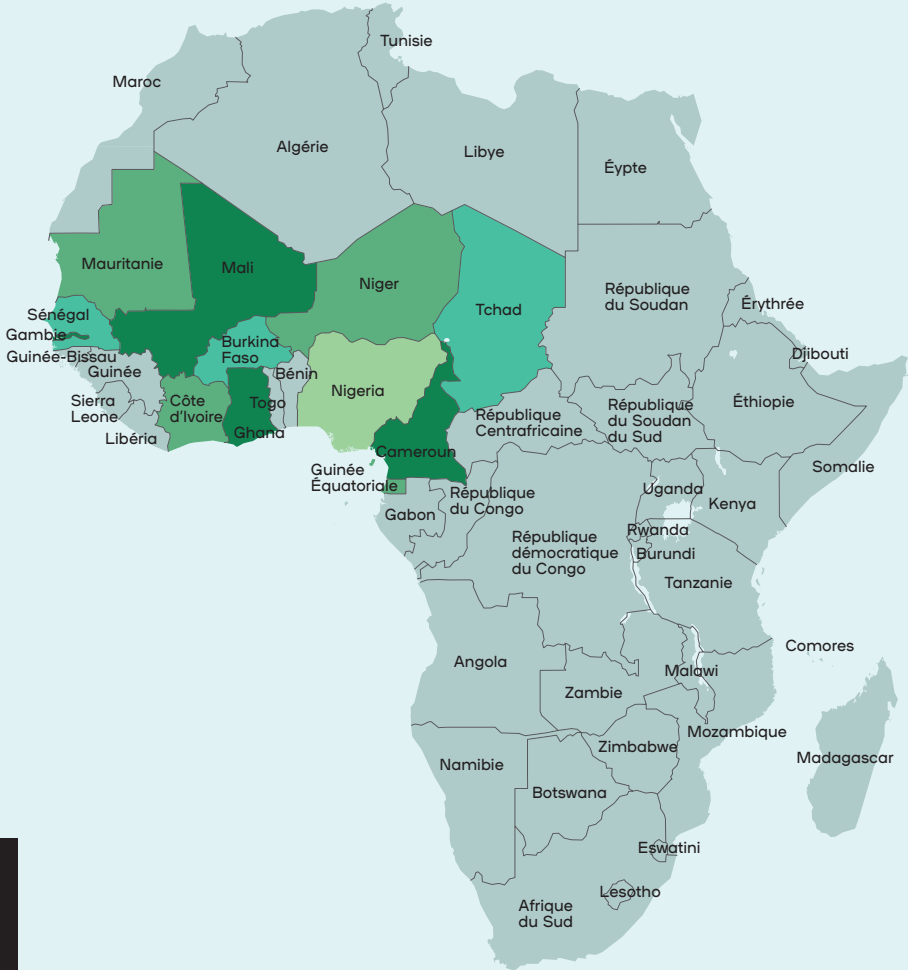 Tunisie
Maroc
Algérie
Libye
Éypte
Mauritanie
Mali
Niger
Tchad
République
du Soudan
Érythrée
Sénégal
Gambie
Guinée-Bissau
Guinée
Burkina
Faso
Bénin
Djibouti
Nigeria
Sierra
Leone
Côte
d'Ivoire
Togo
Ghana
Libéria
République
Centrafricaine
République
du Soudan
du Sud
Éthiopie
Cameroun
Somalie
Guinée
Équatoriale
République
du Congo
Gabon
Uganda
Kenya
Rwanda
Burundi
République
démocratique
du Congo
Tanzanie
Comores
Angola
Malawi
Zambie
Mozambique
Zimbabwe
Madagascar
Namibie
Botswana
Eswatini
Lesotho
Afrique
du Sud